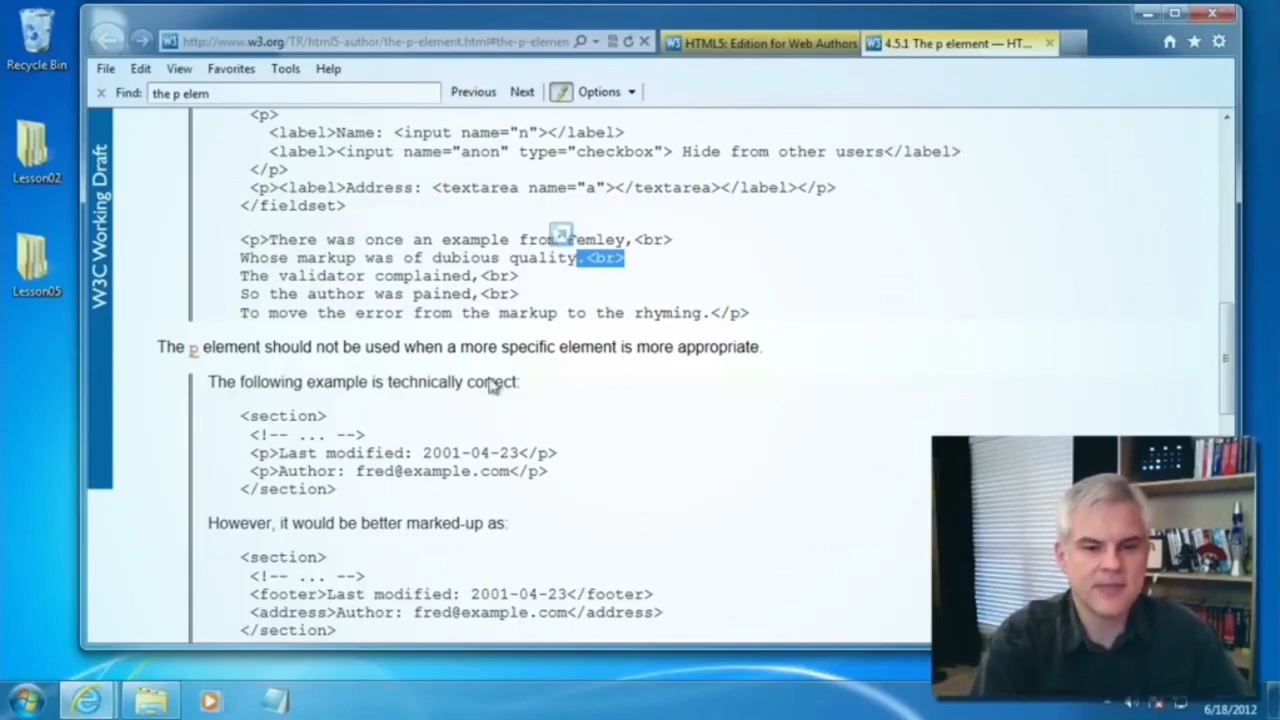 Recycle Bin
Lesson02
Lesson05
http://www.w3.org/TR/html5-author/the-p-element.html#the-p-elemen
HTML5: Edition for Web Authors
4.5.1 The p element — HT...
File Edit View Favorites Tools Help
Find: the p elem Previous Next Options
W3C Working Draft
<p>
<label>Name: <input name="n"></label>
<label><input name="anon" type="checkbox"> Hide from other users</label>
</p>
<p><label>Address: <textarea name="a"></textarea></label></p>
</fieldset>
<p>There was once an example from Femley,<br>
Whose markup was of dubious quality.<br>
The validator complained,<br>
So the author was pained,<br>
To move the error from the markup to the rhyming.</p>
The p element should not be used when a more specific element is more appropriate.
The following example is technically correct:
<section>
<!-- ... -->
<p>Last modified: 2001-04-23</p>
<p>Author: fred@example.com</p>
</section>
However, it would be better marked-up as:
<section>
<!-- ... -->
<footer>Last modified: 2001-04-23</footer>
<address>Author: fred@example.com</address>
</section>
6/18/2012